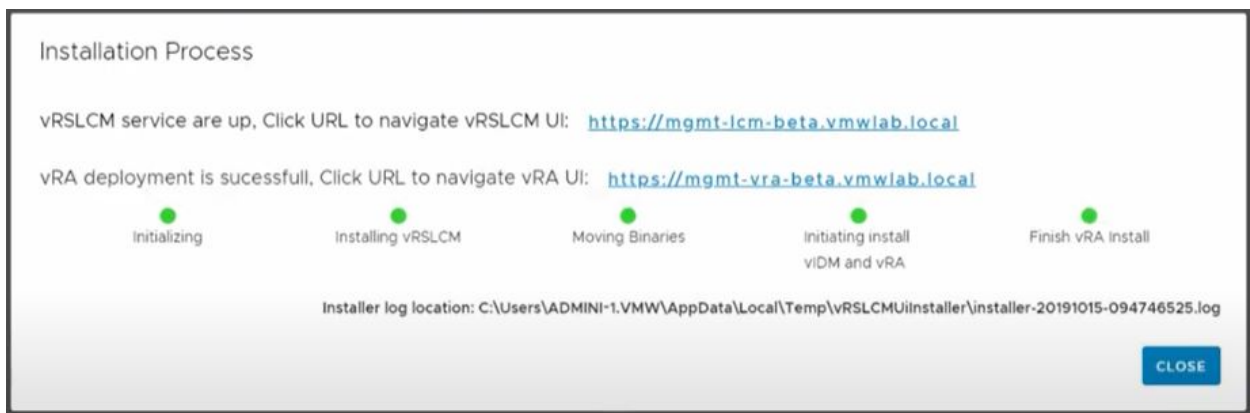 Installation Process
vRSLCM service are up, Click URL to navigate vRSLCM UI: https://mgmt-lcm-beta.vmwlab.local
vRA deployment is sucessfull, Click URL to navigate vRA UI: https://mgmt-vra-beta.vmwlab.local
Initializing
Installing vRSLCM
Moving Binaries
Initiating install
vIDM and vRA
Finish vRA Install
Installer log location: C:\Users\ADMINI~1.VMW\AppData\Local\Temp\vRSLCMUiInstaller\installer-20191015-094746525.log
CLOSE